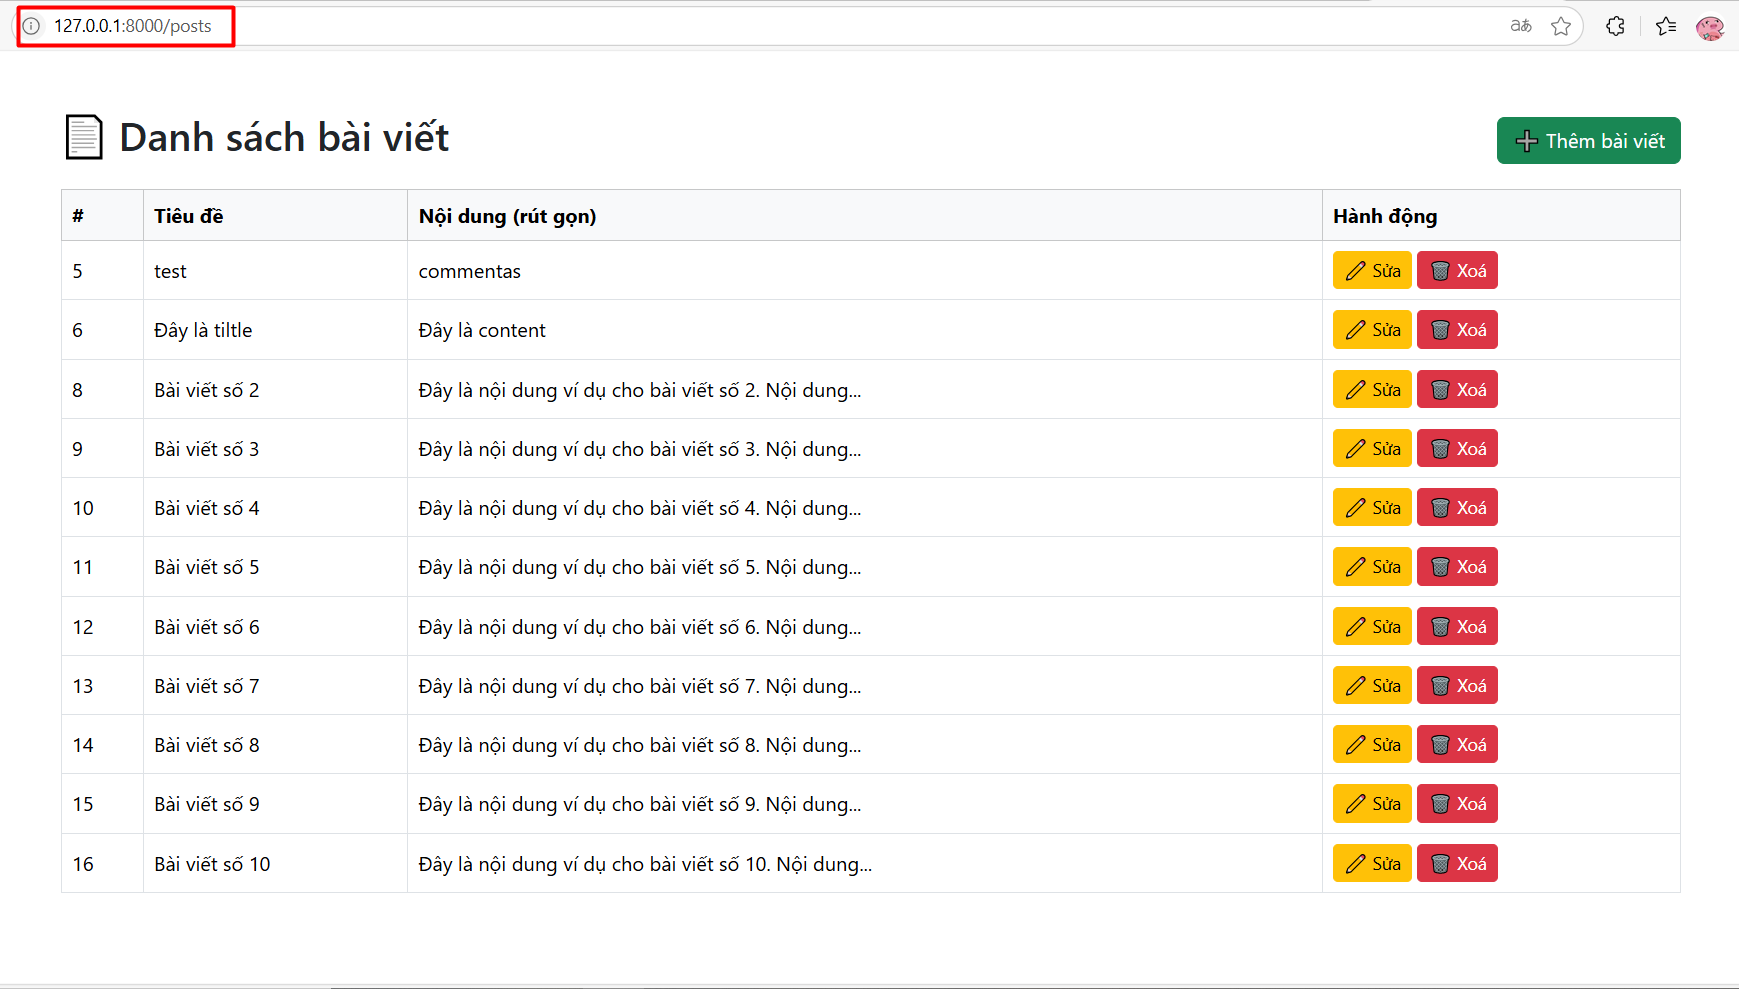 127.0.0.1:8000/posts
Danh sách bài viết
Thêm bài viết
# Tiêu đề Nội dung (rút gọn) Hành động
5 test commentas Sửa Xoá
6 Đây là tiltle Đây là content Sửa Xoá
8 Bài viết số 2 Đây là nội dung ví dụ cho bài viết số 2. Nội dung... Sửa Xoá
9 Bài viết số 3 Đây là nội dung ví dụ cho bài viết số 3. Nội dung... Sửa Xoá
10 Bài viết số 4 Đây là nội dung ví dụ cho bài viết số 4. Nội dung... Sửa Xoá
11 Bài viết số 5 Đây là nội dung ví dụ cho bài viết số 5. Nội dung... Sửa Xoá
12 Bài viết số 6 Đây là nội dung ví dụ cho bài viết số 6. Nội dung... Sửa Xoá
13 Bài viết số 7 Đây là nội dung ví dụ cho bài viết số 7. Nội dung... Sửa Xoá
14 Bài viết số 8 Đây là nội dung ví dụ cho bài viết số 8. Nội dung... Sửa Xoá
15 Bài viết số 9 Đây là nội dung ví dụ cho bài viết số 9. Nội dung... Sửa Xoá
16 Bài viết số 10 Đây là nội dung ví dụ cho bài viết số 10. Nội dung... Sửa Xoá